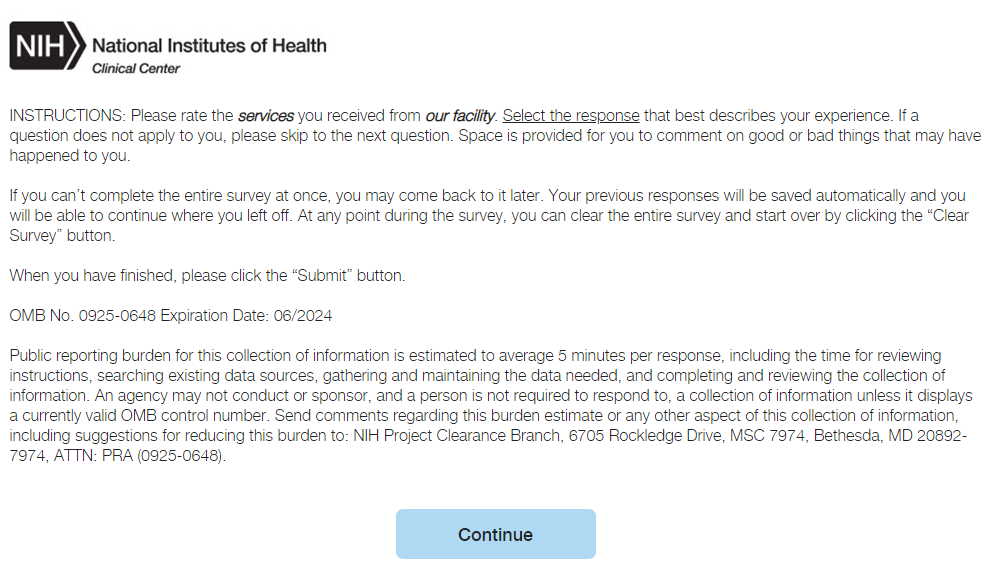 NIH National Institutes of Health
Clinical Center
INSTRUCTIONS: Please rate the services you received from our facility. Select the response that best describes your experience. If a
question does not apply to you, please skip to the next question. Space is provided for you to comment on good or bad things that may have
happened to you.
If you can’t complete the entire survey at once, you may come back to it later. Your previous responses will be saved automatically and you
will be able to continue where you left off. At any point during the survey, you can clear the entire survey and start over by clicking the “Clear
Survey” button.
When you have finished, please click the “Submit” button.
OMB No. 0925-0648 Expiration Date: 06/2024
Public reporting burden for this collection of information is estimated to average 5 minutes per response, including the time for reviewing
instructions, searching existing data sources, gathering and maintaining the data needed, and completing and reviewing the collection of
information. An agency may not conduct or sponsor, and a person is not required to respond to, a collection of information unless it displays
a currently valid OMB control number. Send comments regarding this burden estimate or any other aspect of this collection of information,
including suggestions for reducing this burden to: NIH Project Clearance Branch, 6705 Rockledge Drive, MSC 7974, Bethesda, MD 20892-
7974, ATTN: PRA (0925-0648).
Continue